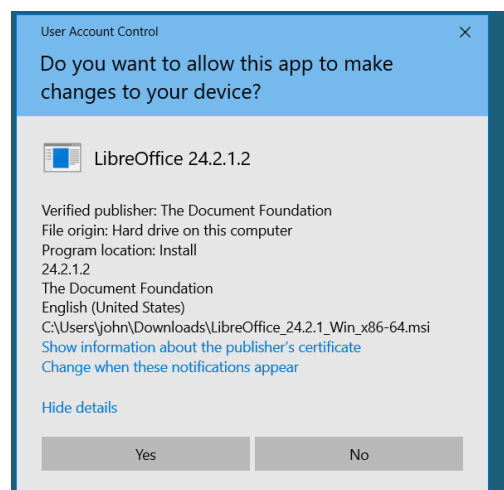 User Account Control
Do you want to allow this app to make
changes to your device?
LibreOffice 24.2.1.2
Verified publisher: The Document Foundation
File origin: Hard drive on this computer
Program location: Install
24.2.1.2
The Document Foundation
English (United States)
C:\Users\john\Downloads\LibreOffice_24.2.1_Win_x86-64.msi
Show information about the publisher's certificate
Change when these notifications appear
Hide details
Yes
No